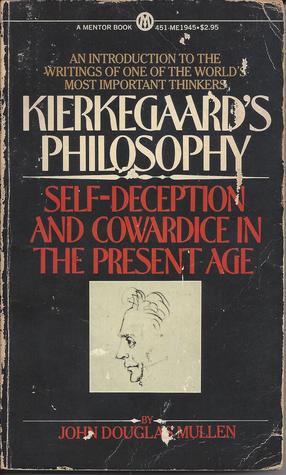 A MENTOR BOOK
451-ME1945 • $2.95
AN INTRODUCTION TO THE
WRITINGS OF ONE OF THE WORLD'S
MOST IMPORTANT THINKERS
KIERKEGAARD'S
PHILOSOPHY
SELF-DECEPTION
AND COWARDICE IN
THE PRESENT AGE
BY
JOHN DOUGLAS MULLEN